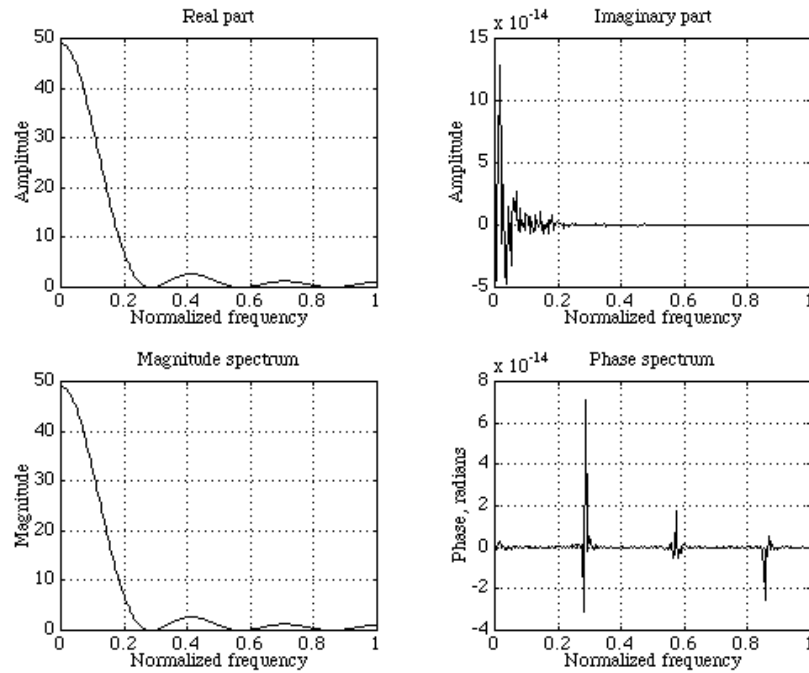 Real part
50
40
30
20
10
0
Amplitude
0 0.2 0.4 0.6 0.8 1
Normalized frequency
x 10-14
Imaginary part
15
10
5
0
-5
Amplitude
0 0.2 0.4 0.6 0.8 1
Normalized frequency
Magnitude spectrum
50
40
30
20
10
0
Magnitude
0 0.2 0.4 0.6 0.8 1
Normalized frequency
x 10-14
Phase spectrum
8
6
4
2
0
-2
-4
Phase, radians
0 0.2 0.4 0.6 0.8 1
Normalized frequency